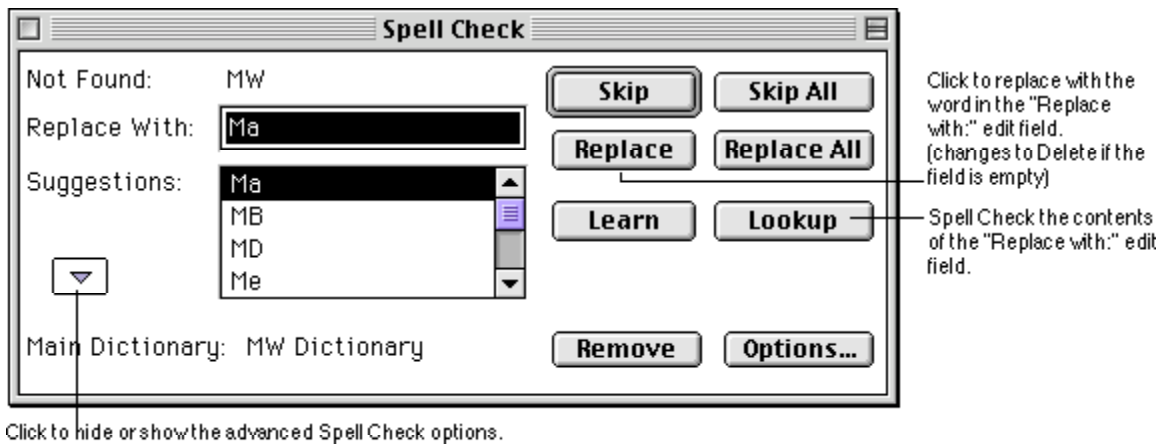 Spell Check
Not Found: MW
Replace With: Ma
Suggestions: Ma
MB
MD
Me
Main Dictionary: MW Dictionary
Skip
Skip All
Replace
Replace All
Learn
Lookup
Remove
Options...
Click to replace with the
word in the "Replace
with:" edit field.
(changes to Delete if the
field is empty)
Spell Check the contents
of the "Replace with:" edit
field.
Click to hide or show the advanced Spell Check options.